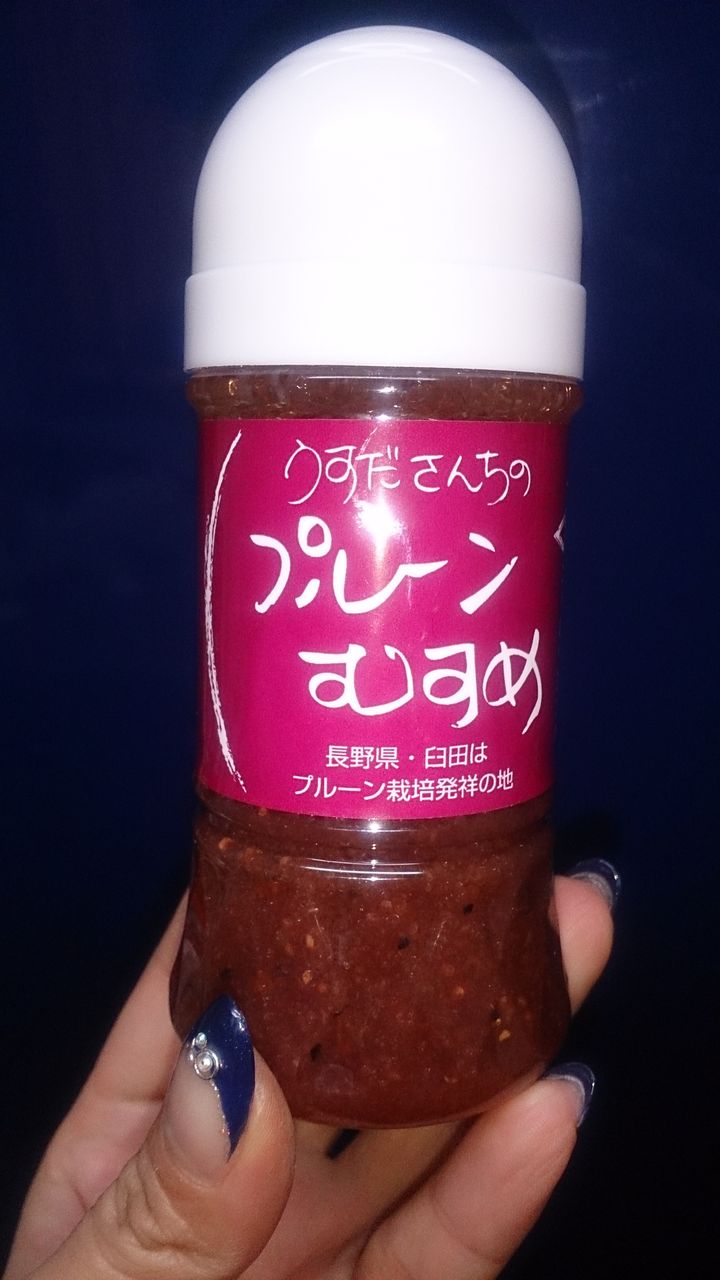 うすださんちの
プルーン
むすめ
長野県・臼田は
プルーン栽培発祥の地